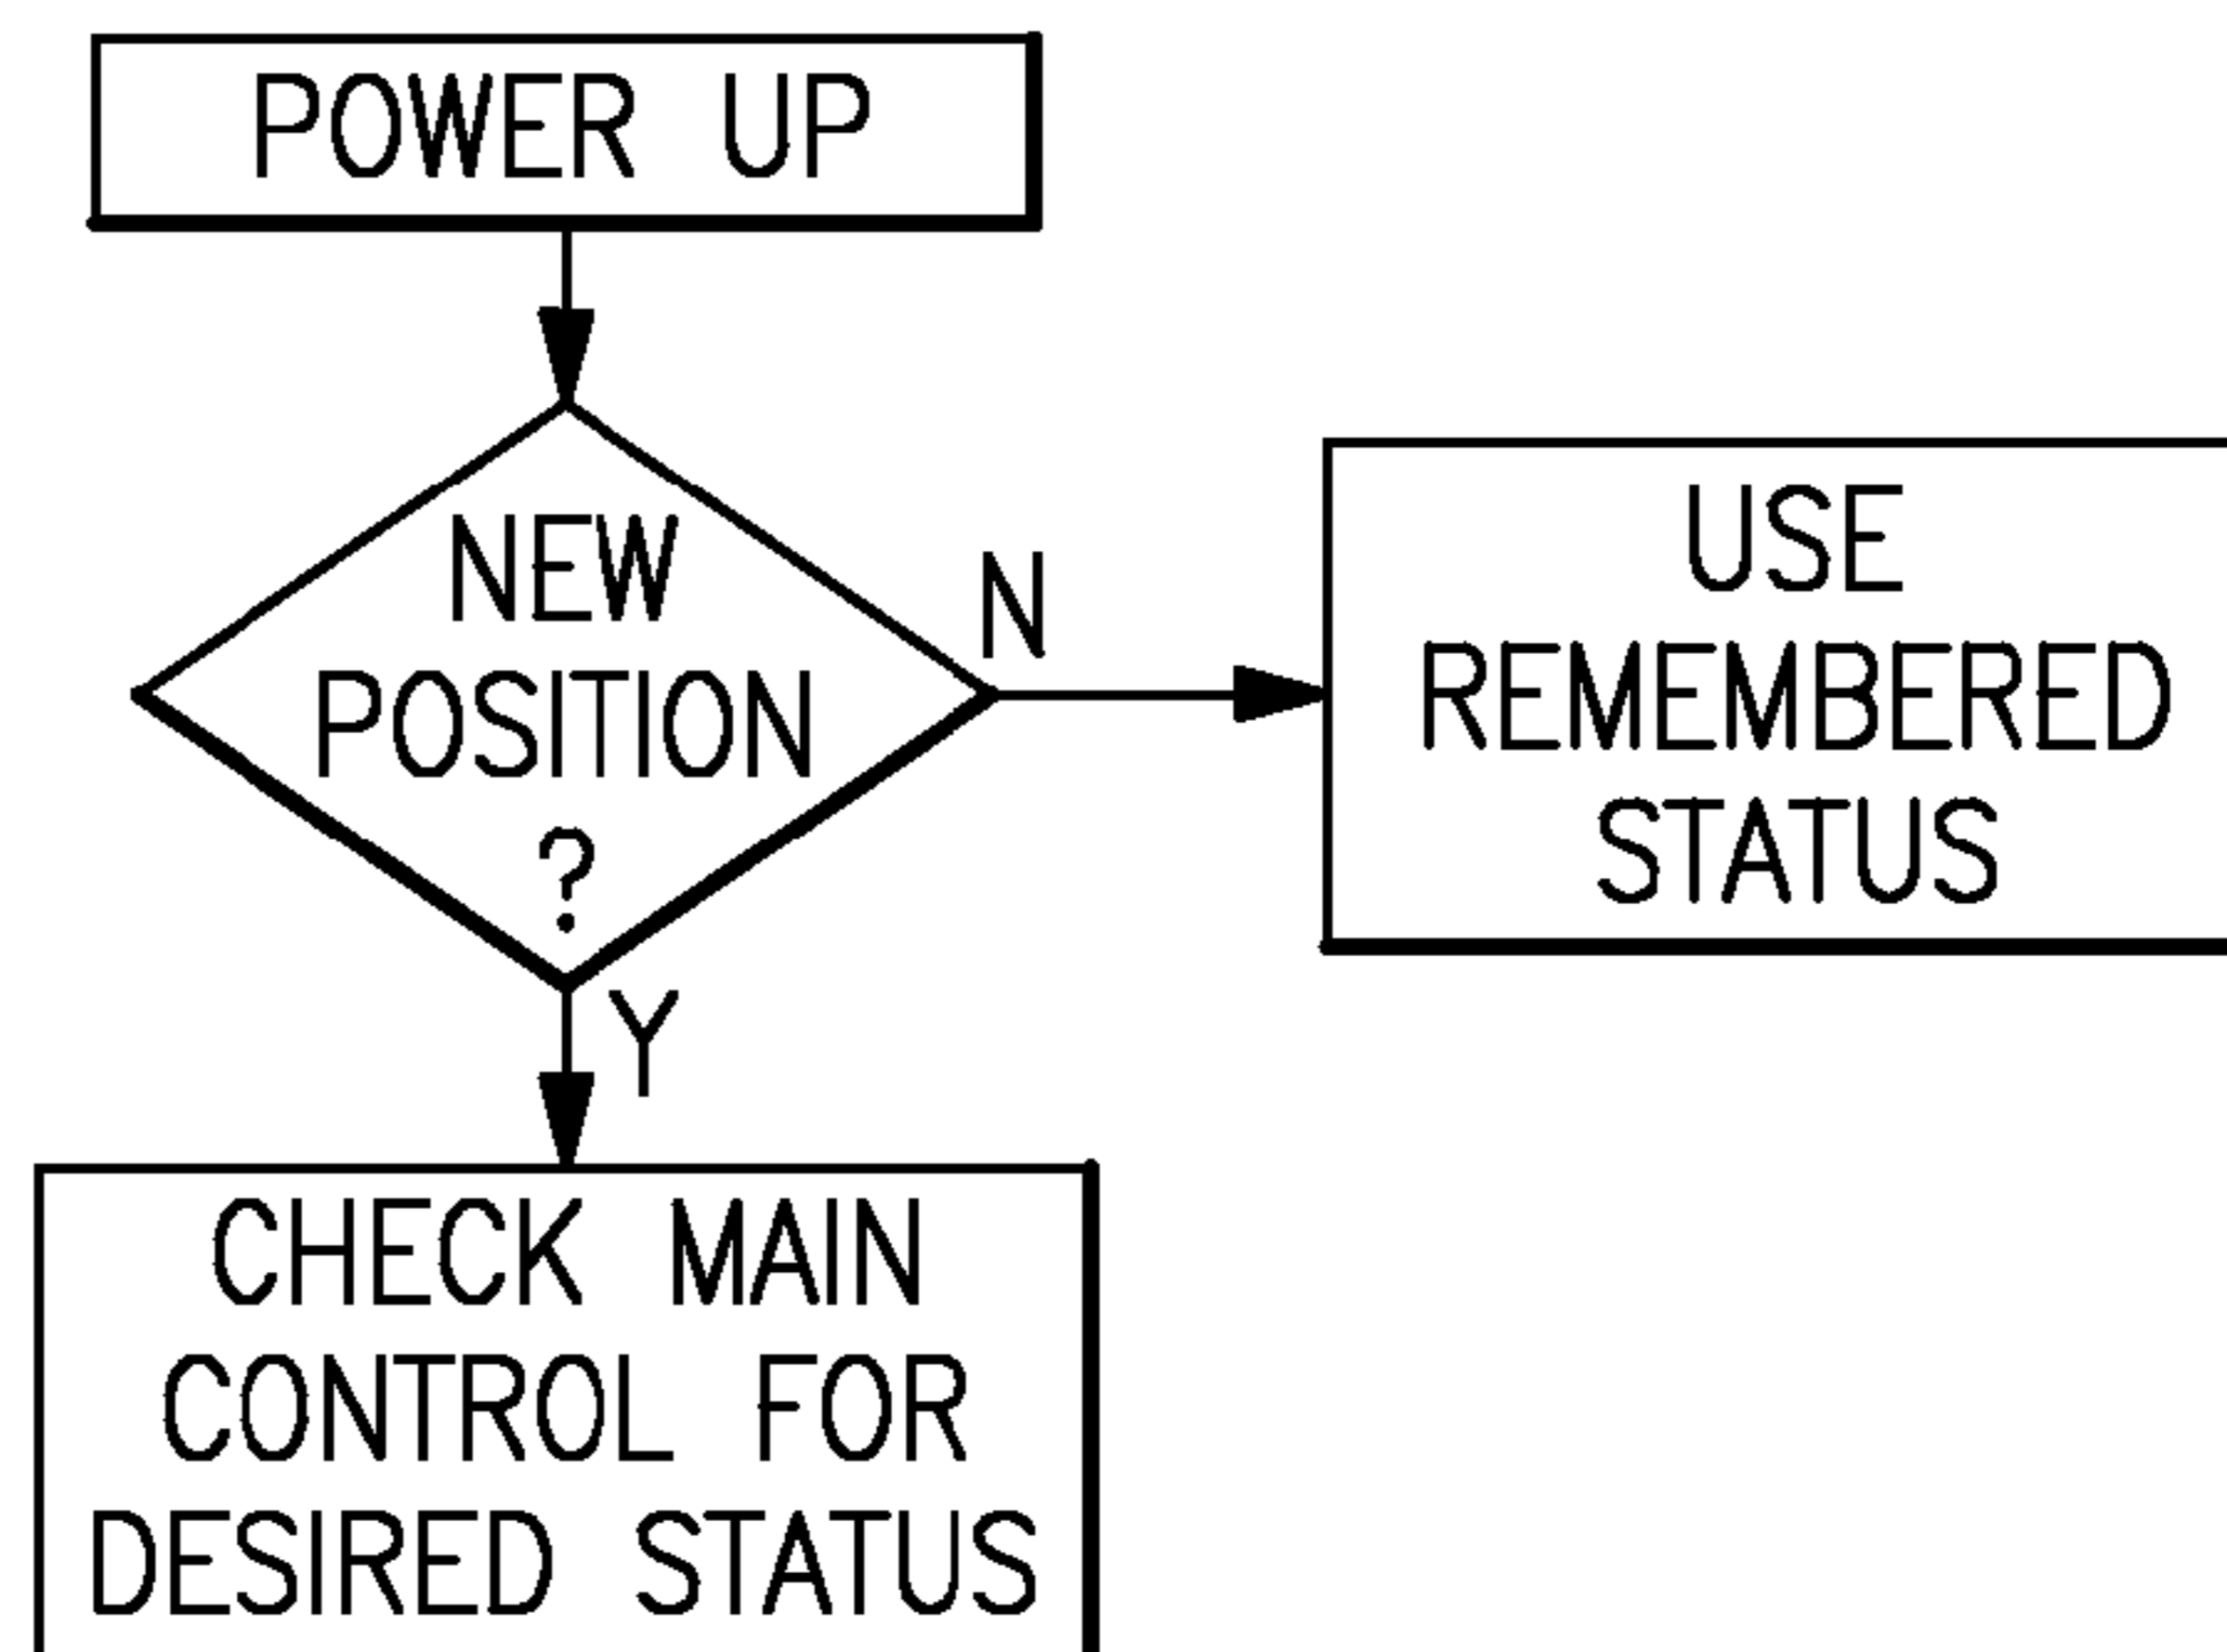 POWER UP
NEW
POSITION
?
N
USE
REMEMBERED
STATUS
Y
CHECK MAIN
CONTROL FOR
DESIRED STATUS